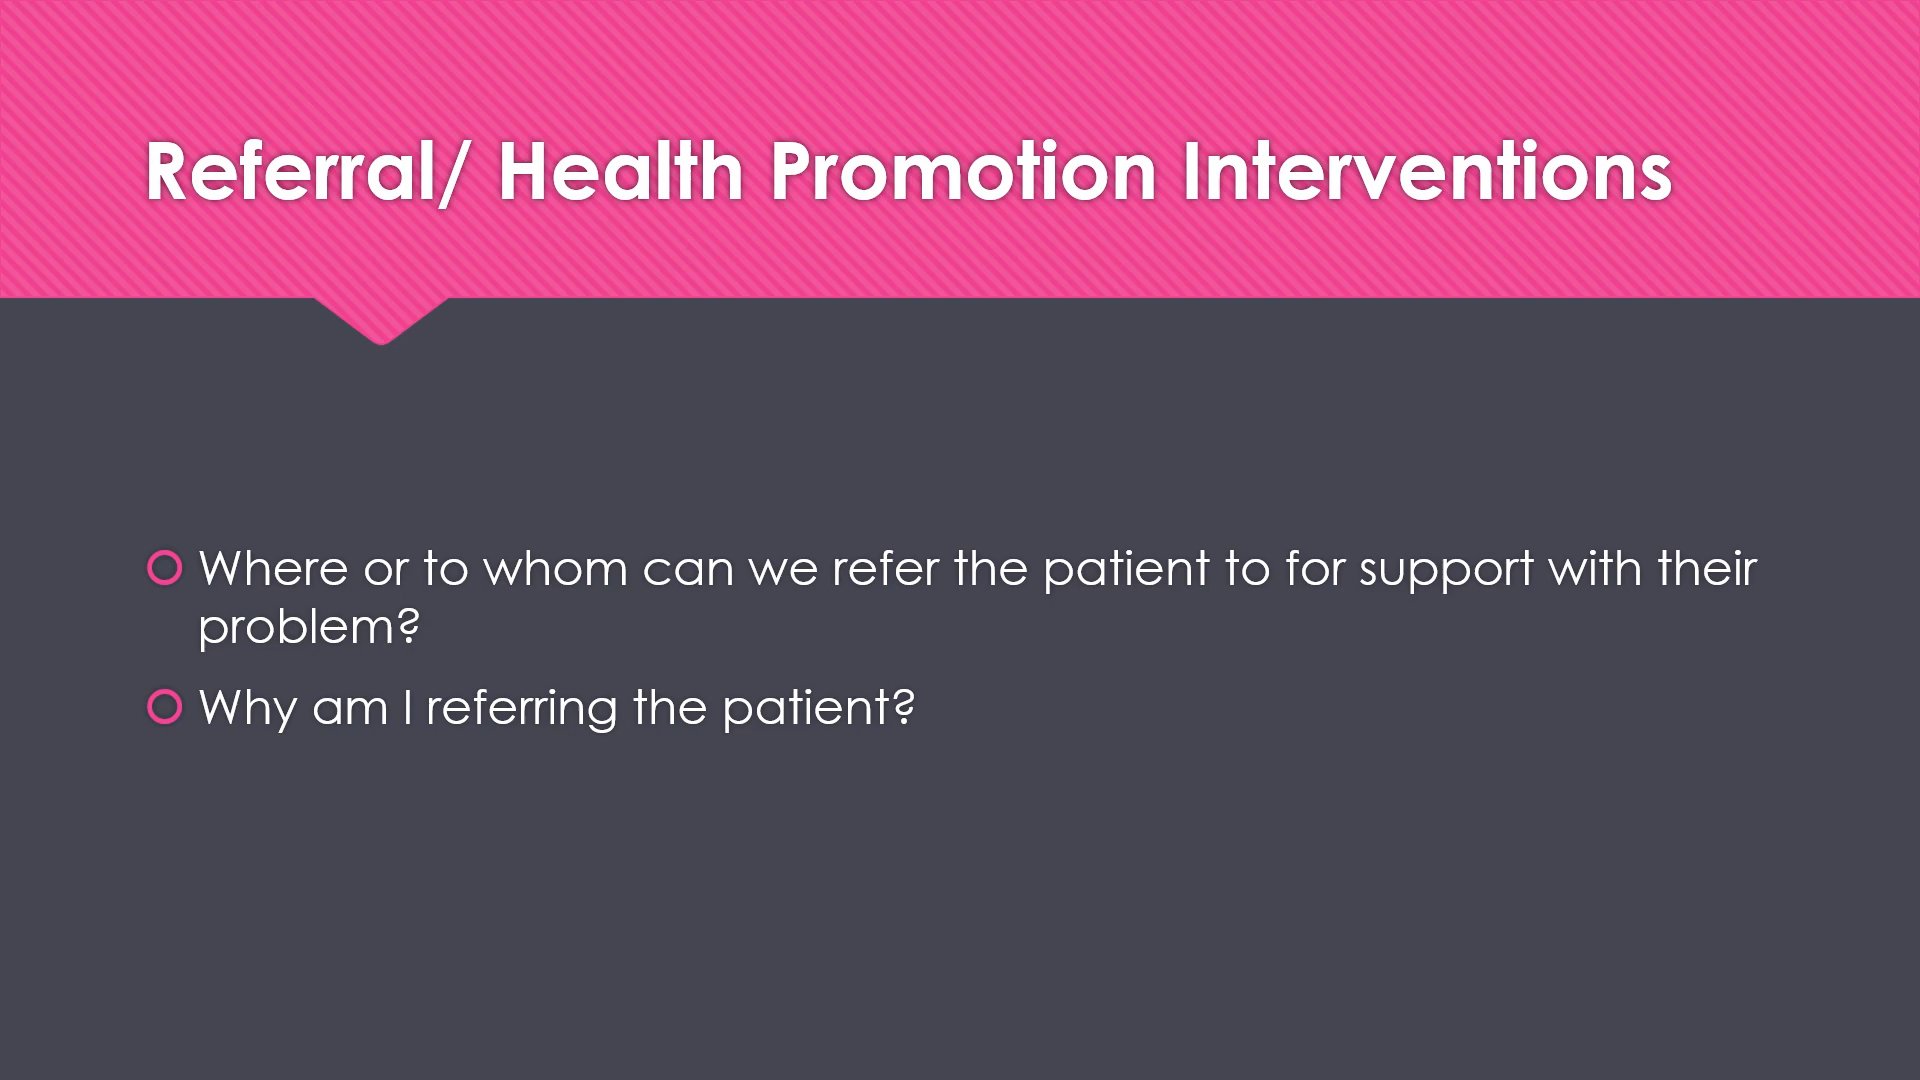 Referral/ Health Promotion Interventions
Where or to whom can we refer the patient to for support with their
problem?
Why am I referring the patient?